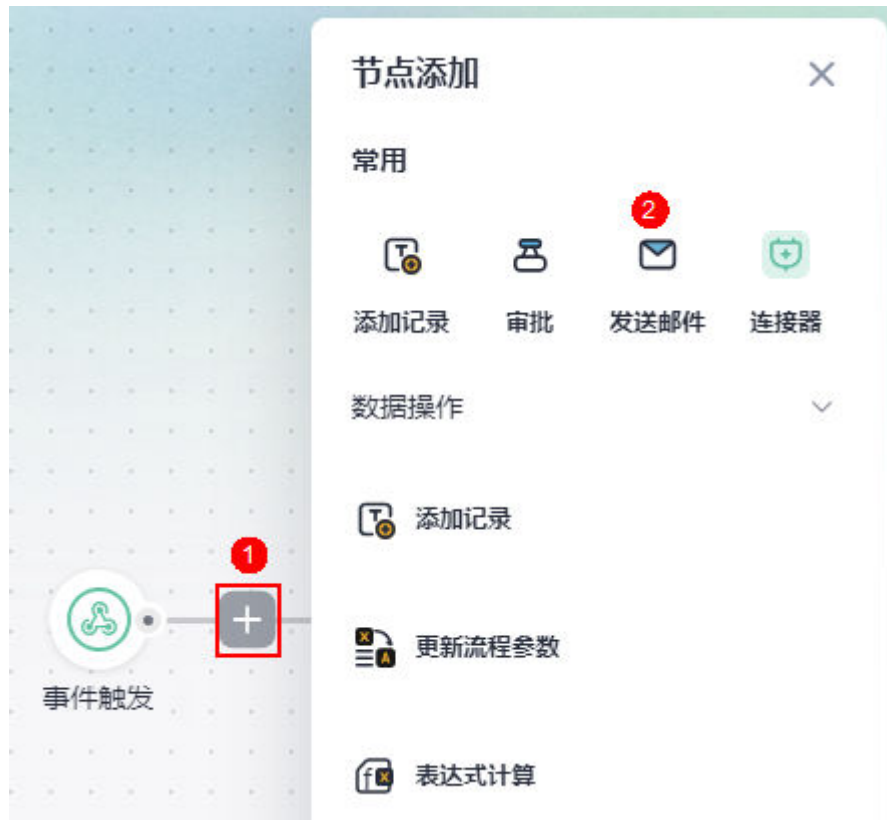 节点添加
常用
2
添加记录 审批 发送邮件 连接器
数据操作
添加记录
1
更新流程参数
事件触发
表达式计算